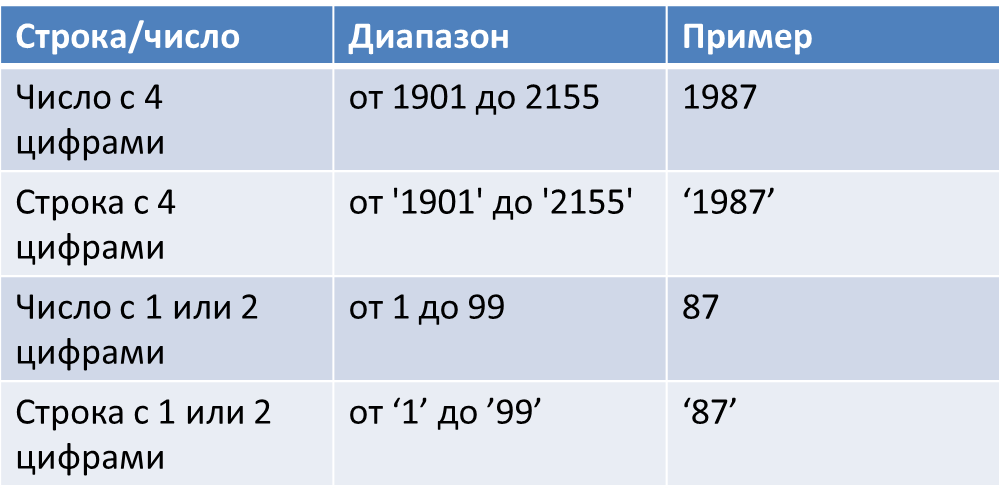 Строка/число
Диапазон
Пример
Число с 4
цифрами
от 1901 до 2155
1987
Строка с 4
цифрами
от '1901' до '2155'
‘1987’
Число с 1 или 2
цифрами
от 1 до 99
87
Строка с 1 или 2
цифрами
от ‘1’ до ’99’
‘87’